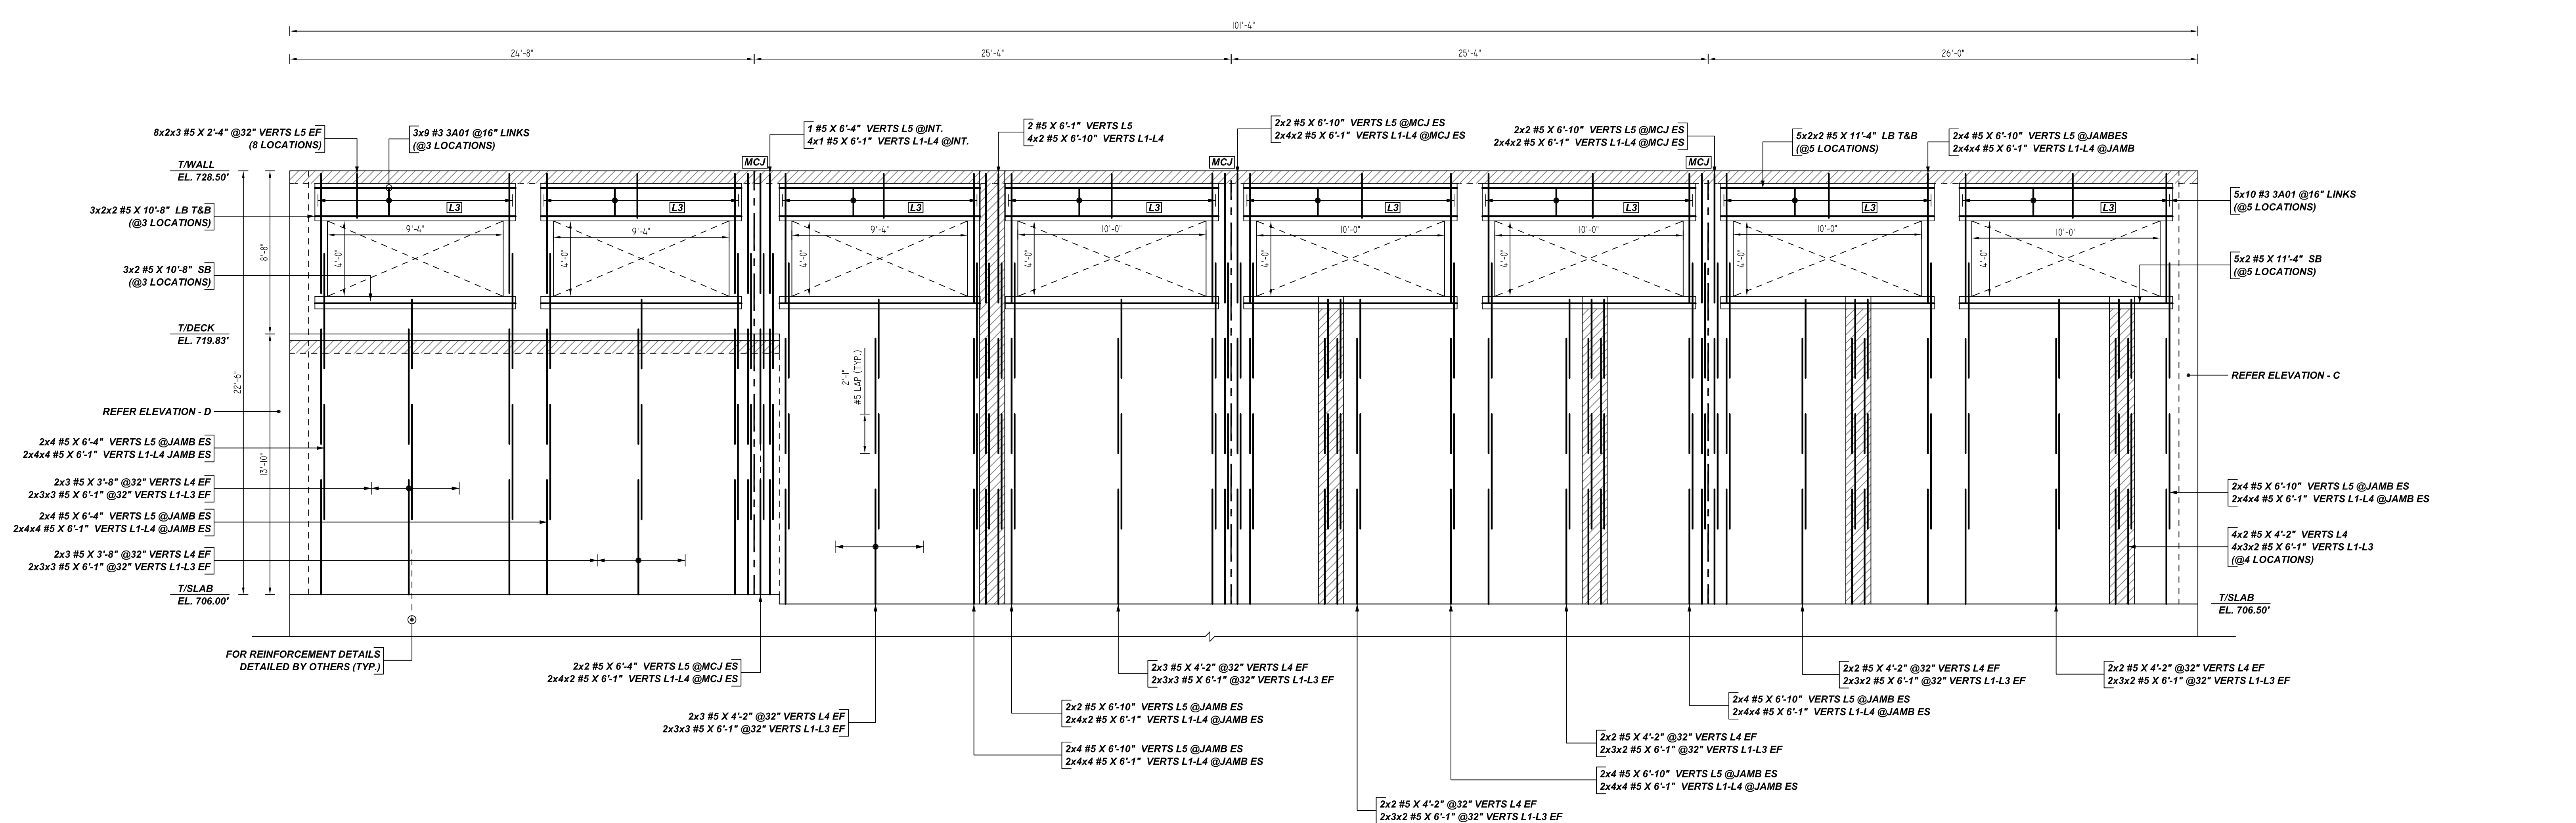 101'-4"
24'-8"
25'-4"
25'-4"
26'-0"
8x2x3 #5 X 2'-4" @32" VERTS L5 EF
(8 LOCATIONS)
3x9 #3 3A01 @16" LINKS
(@3 LOCATIONS)
1 #5 X 6'-4"  VERTS L5 @INT.
4x1 #5 X 6'-1"  VERTS L1-L4 @INT.
2 #5 X 6'-1"  VERTS L5
4x2 #5 X 6'-10"  VERTS L1-L4
2x2 #5 X 6'-10"  VERTS L5 @MCJ ES
2x4x2 #5 X 6'-1"  VERTS L1-L4 @MCJ ES
2x2 #5 X 6'-10"  VERTS L5 @MCJ ES
2x4x2 #5 X 6'-1"  VERTS L1-L4 @MCJ ES
5x2x2 #5 X 11'-4"  LB T&B
(@5 LOCATIONS)
2x4 #5 X 6'-10"  VERTS L5 @JAMBES
2x4x4 #5 X 6'-1"  VERTS L1-L4 @JAMB
T/WALL
EL. 728.50'
MCJ
MCJ
MCJ
3x2x2 #5 X 10'-8"  LB T&B
(@3 LOCATIONS)
L3
L3
L3
L3
L3
L3
L3
L3
5x10 #3 3A01 @16" LINKS
(@5 LOCATIONS)
9'-4"
9'-4"
9'-4"
10'-0"
10'-0"
10'-0"
10'-0"
10'-0"
4'-0"
4'-0"
4'-0"
4'-0"
4'-0"
4'-0"
4'-0"
4'-0"
8'-8"
3x2 #5 X 10'-8"  SB
(@3 LOCATIONS)
5x2 #5 X 11'-4"  SB
(@5 LOCATIONS)
T/DECK
EL. 719.83'
22'-6"
13'-10"
2'-1"
#5 LAP (TYP.)
REFER ELEVATION - D
REFER ELEVATION - C
2x4 #5 X 6'-4"  VERTS L5 @JAMB ES
2x4x4 #5 X 6'-1"  VERTS L1-L4 JAMB ES
2x3 #5 X 3'-8" @32" VERTS L4 EF
2x3x3 #5 X 6'-1" @32" VERTS L1-L3 EF
2x4 #5 X 6'-4"  VERTS L5 @JAMB ES
2x4x4 #5 X 6'-1"  VERTS L1-L4 @JAMB ES
2x3 #5 X 3'-8" @32" VERTS L4 EF
2x3x3 #5 X 6'-1" @32" VERTS L1-L3 EF
2x4 #5 X 6'-10"  VERTS L5 @JAMB ES
2x4x4 #5 X 6'-1"  VERTS L1-L4 @JAMB ES
4x2 #5 X 4'-2"  VERTS L4
4x3x2 #5 X 6'-1"  VERTS L1-L3
(@4 LOCATIONS)
T/SLAB
EL. 706.00'
T/SLAB
EL. 706.50'
FOR REINFORCEMENT DETAILS
DETAILED BY OTHERS (TYP.)
2x2 #5 X 6'-4"  VERTS L5 @MCJ ES
2x4x2 #5 X 6'-1"  VERTS L1-L4 @MCJ ES
2x3 #5 X 4'-2" @32" VERTS L4 EF
2x3x3 #5 X 6'-1" @32" VERTS L1-L3 EF
2x2 #5 X 4'-2" @32" VERTS L4 EF
2x3x2 #5 X 6'-1" @32" VERTS L1-L3 EF
2x2 #5 X 4'-2" @32" VERTS L4 EF
2x3x2 #5 X 6'-1" @32" VERTS L1-L3 EF
2x3 #5 X 4'-2" @32" VERTS L4 EF
2x3x3 #5 X 6'-1" @32" VERTS L1-L3 EF
2x2 #5 X 6'-10"  VERTS L5 @JAMB ES
2x4x2 #5 X 6'-1"  VERTS L1-L4 @JAMB ES
2x4 #5 X 6'-10"  VERTS L5 @JAMB ES
2x4x4 #5 X 6'-1"  VERTS L1-L4 @JAMB ES
2x4 #5 X 6'-10"  VERTS L5 @JAMB ES
2x4x4 #5 X 6'-1"  VERTS L1-L4 @JAMB ES
2x2 #5 X 4'-2" @32" VERTS L4 EF
2x3x2 #5 X 6'-1" @32" VERTS L1-L3 EF
2x4 #5 X 6'-10"  VERTS L5 @JAMB ES
2x4x4 #5 X 6'-1"  VERTS L1-L4 @JAMB ES
2x2 #5 X 4'-2" @32" VERTS L4 EF
2x3x2 #5 X 6'-1" @32" VERTS L1-L3 EF